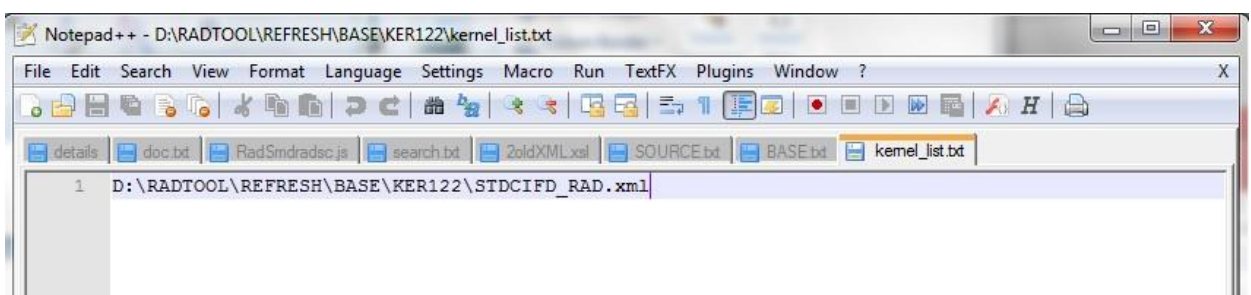 Notepad++ - D:\RADTOOL\REFRESH\BASE\KER122\kernel_list.txt
File Edit Search View Format Language Settings Macro Run TextFX Plugins Window ? X
details doc.txt RadSmdradsc.js search.txt 2oldXML.xsl SOURCE.txt BASE.txt kernel_list.txt
1 D:\RADTOOL\REFRESH\BASE\KER122\STDCIFD_RAD.xml